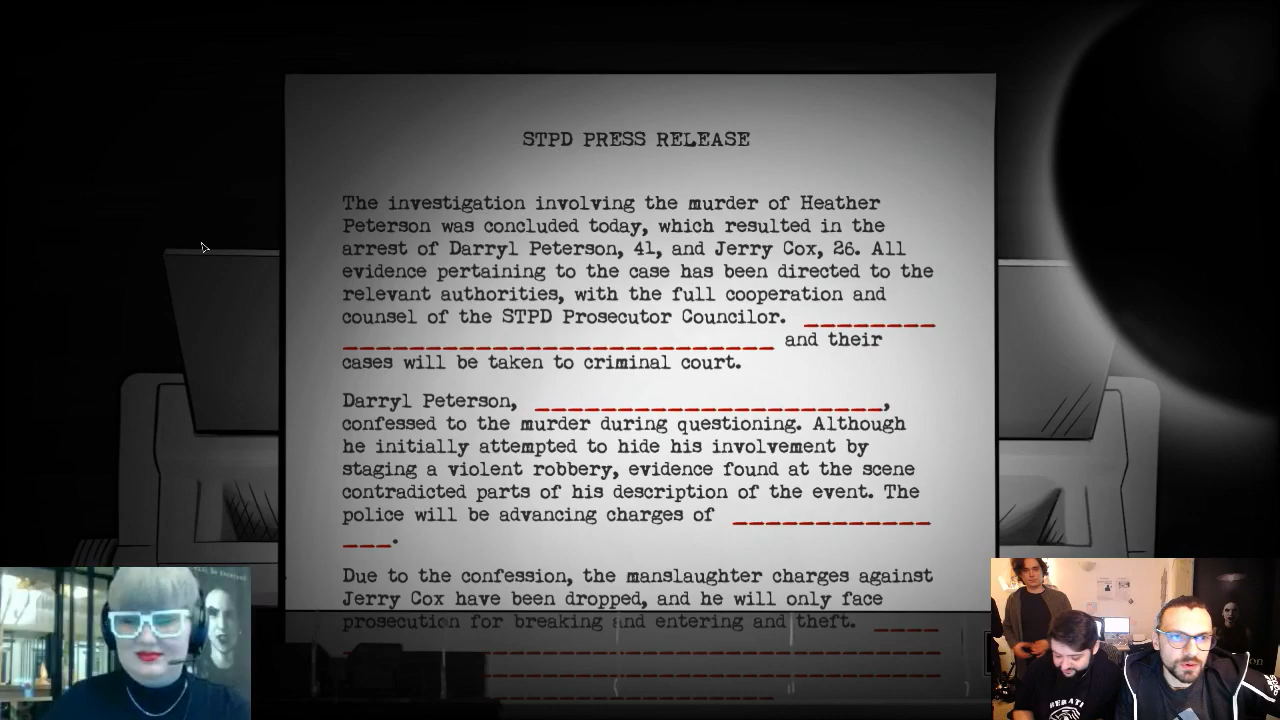 STPD PRESS RELEASE
The investigation involving the murder of Heather
Peterson was concluded today, which resulted in the
arrest of Darryl Peterson, 41, and Jerry Cox, 26. All
evidence pertaining to the case has been directed to the
relevant authorities, with the full cooperation and
counsel of the STPD Prosecutor Councilor.
and their
cases will be taken to criminal court.
Darryl Peterson, ,
confessed to the murder during questioning. Although
he initially attempted to hide his involvement by
staging a violent robbery, evidence found at the scene
contradicted parts of his description of the event. The
police will be advancing charges of
.
Due to the confession, the manslaughter charges against
Jerry Cox have been dropped, and he will only face
prosecution for breaking and entering and theft.